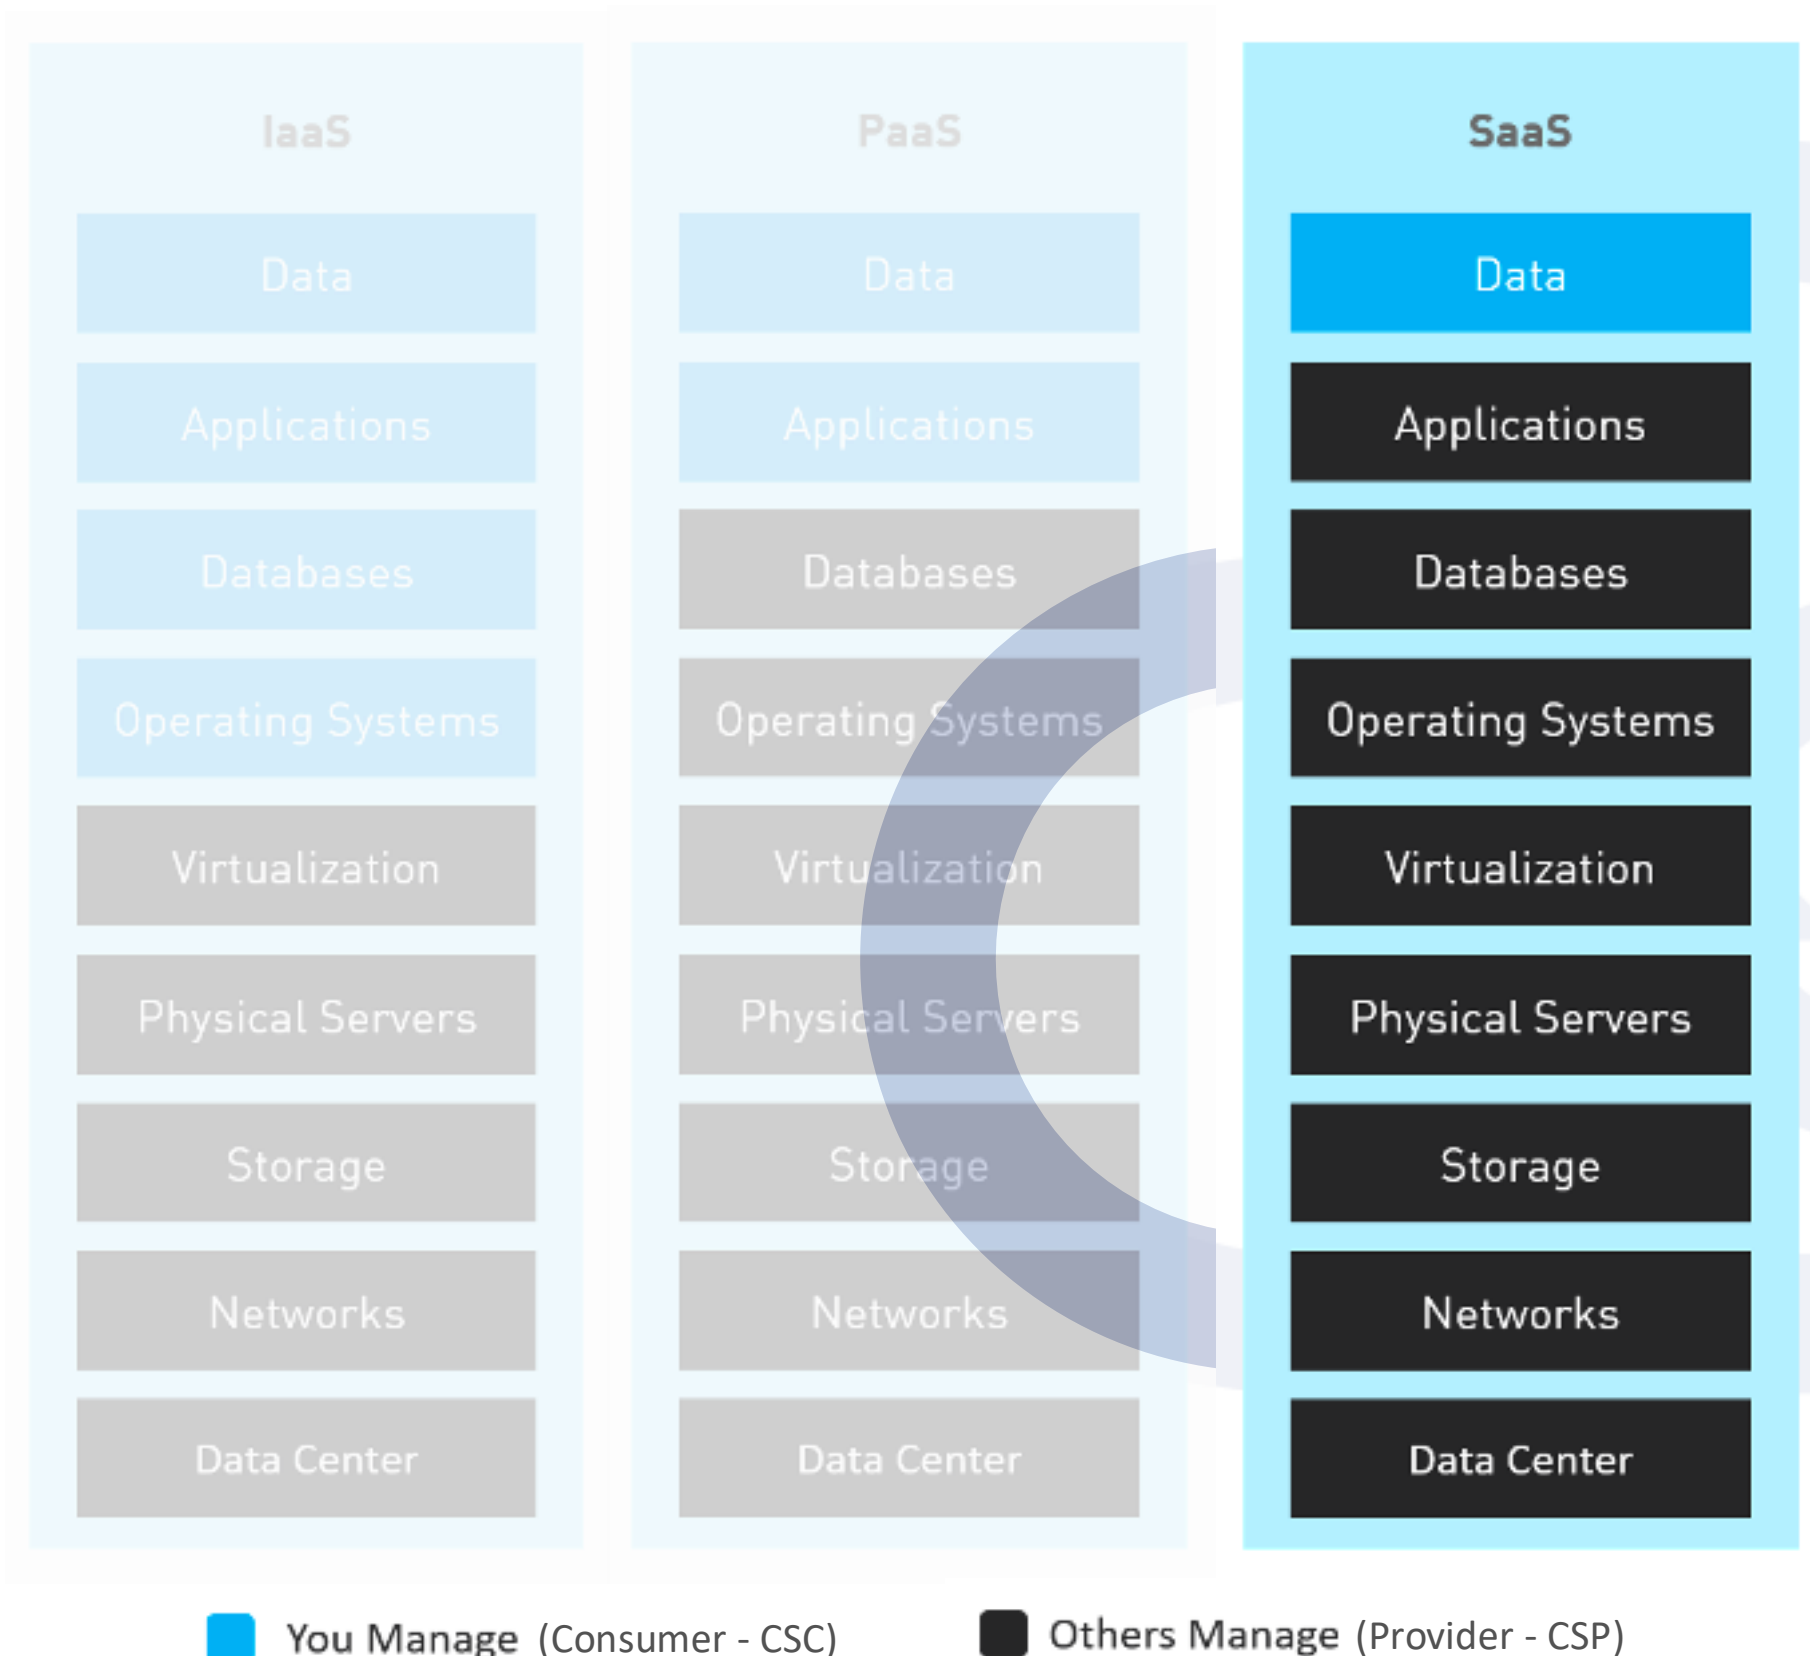 IaaS
Data
Applications
Databases
Operating Systems
Virtualization
Physical Servers
Storage
Networks
Data Center
PaaS
Data
Applications
Databases
Operating Systems
Virtualization
Physical Servers
Storage
Networks
Data Center
SaaS
Data
Applications
Databases
Operating Systems
Virtualization
Physical Servers
Storage
Networks
Data Center
You Manage (Consumer - CSC)
Others Manage (Provider - CSP)